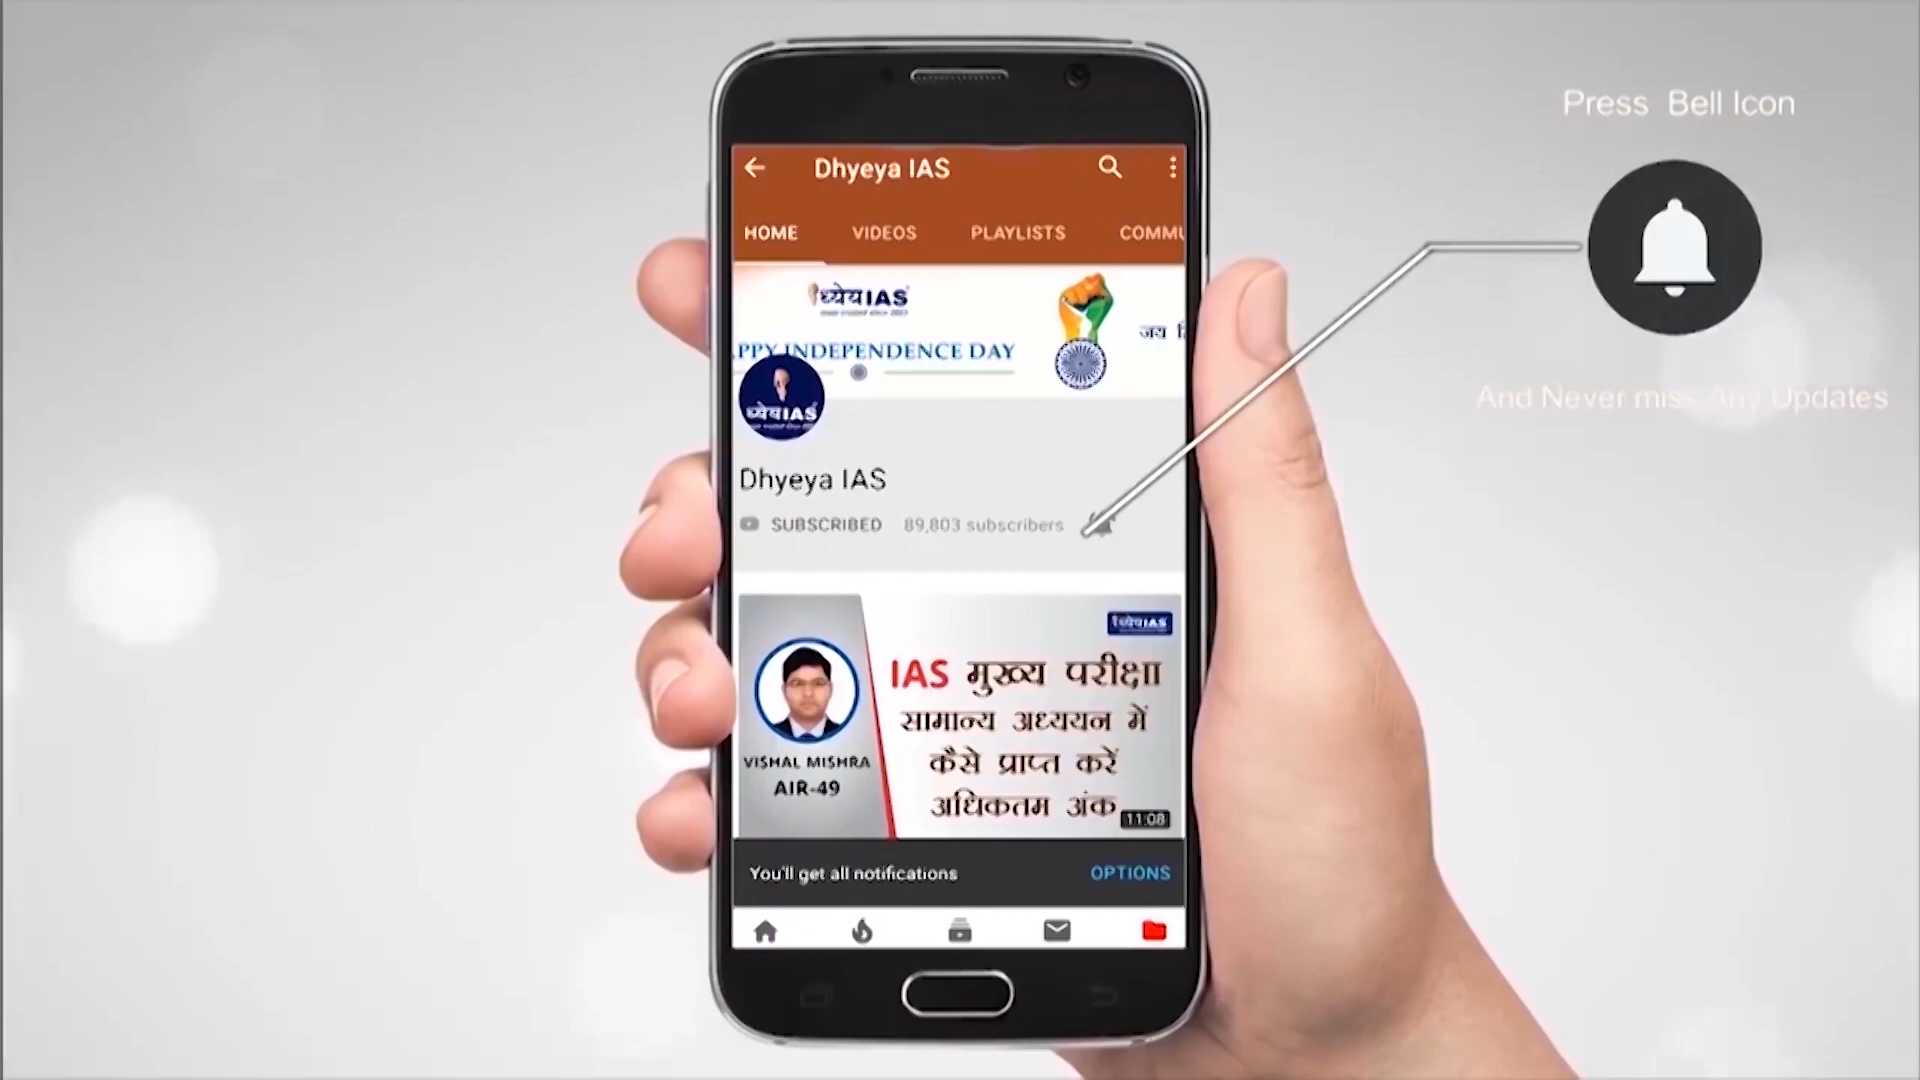 Press Bell Icon
And Never miss Any Updates
Dhyeya IAS
HOME VIDEOS PLAYLISTS COMMU
ध्येयIAS
APPY INDEPENDENCE DAY
जय हि
ध्येयIAS
Dhyeya IAS
SUBSCRIBED 89,803 subscribers
ध्येयIAS
IAS मुख्य परीक्षा
सामान्य अध्ययन में
कैसे प्राप्त करें
अधिकतम अंक
VISHAL MISHRA
AIR-49
11:08
You'll get all notifications OPTIONS